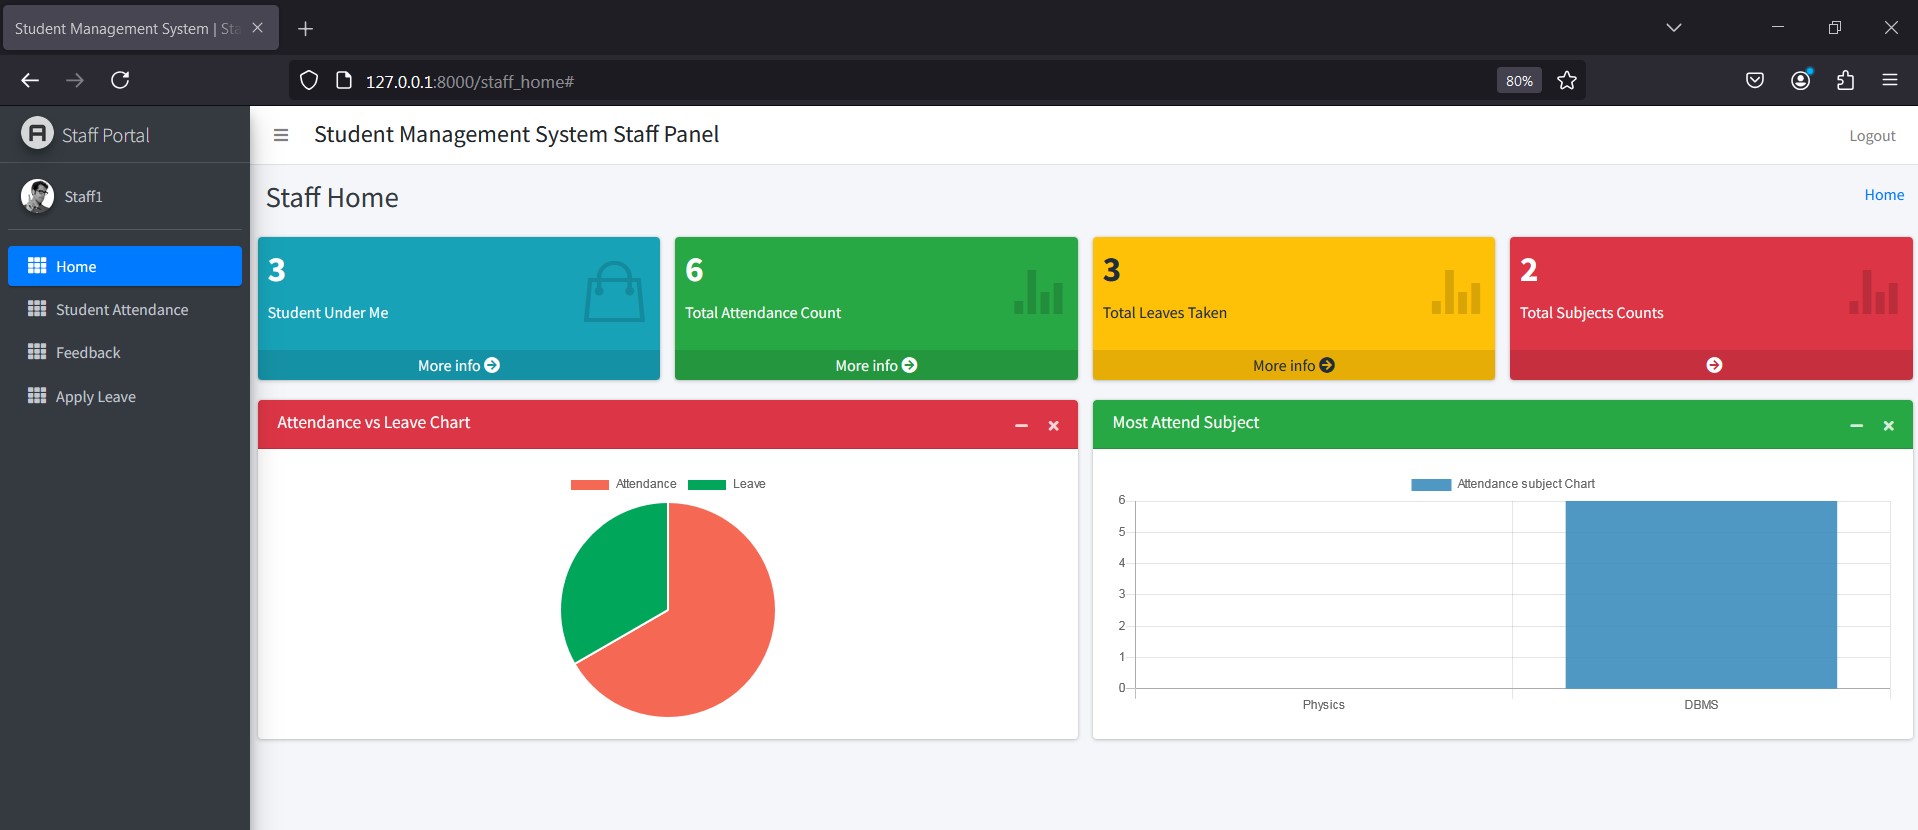 Student Management System | Sta
127.0.0.1:8000/staff_home#
80%
Staff Portal
Student Management System Staff Panel
Logout
Staff1
Staff Home
Home
Home
Student Attendance
Feedback
Apply Leave
3
Student Under Me
More info
6
Total Attendance Count
More info
3
Total Leaves Taken
More info
2
Total Subjects Counts
Attendance vs Leave Chart
Attendance
Leave
Most Attend Subject
Attendance subject Chart
6
5
4
3
2
1
0
Physics
DBMS